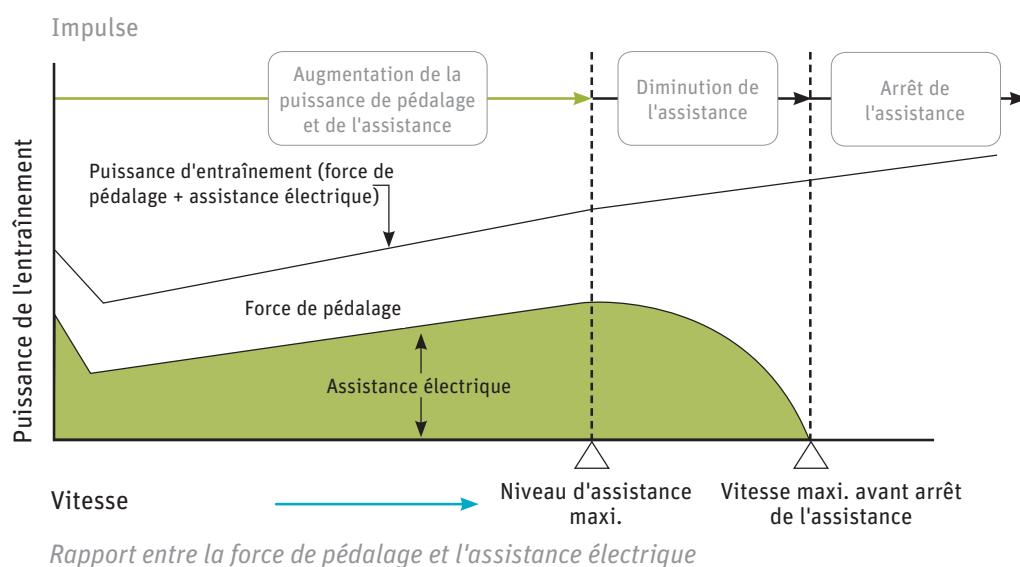 Impulse
Augmentation de la
puissance de pédalage
et de l'assistance
Diminution de
l'assistance
Arrêt de
l'assistance
Puissance de l'entraînement
Puissance d'entraînement (force de
pédalage + assistance électrique)
Force de pédalage
Assistance électrique
Vitesse
Niveau d'assistance
maxi.
Vitesse maxi. avant arrêt
de l'assistance
Rapport entre la force de pédalage et l'assistance électrique